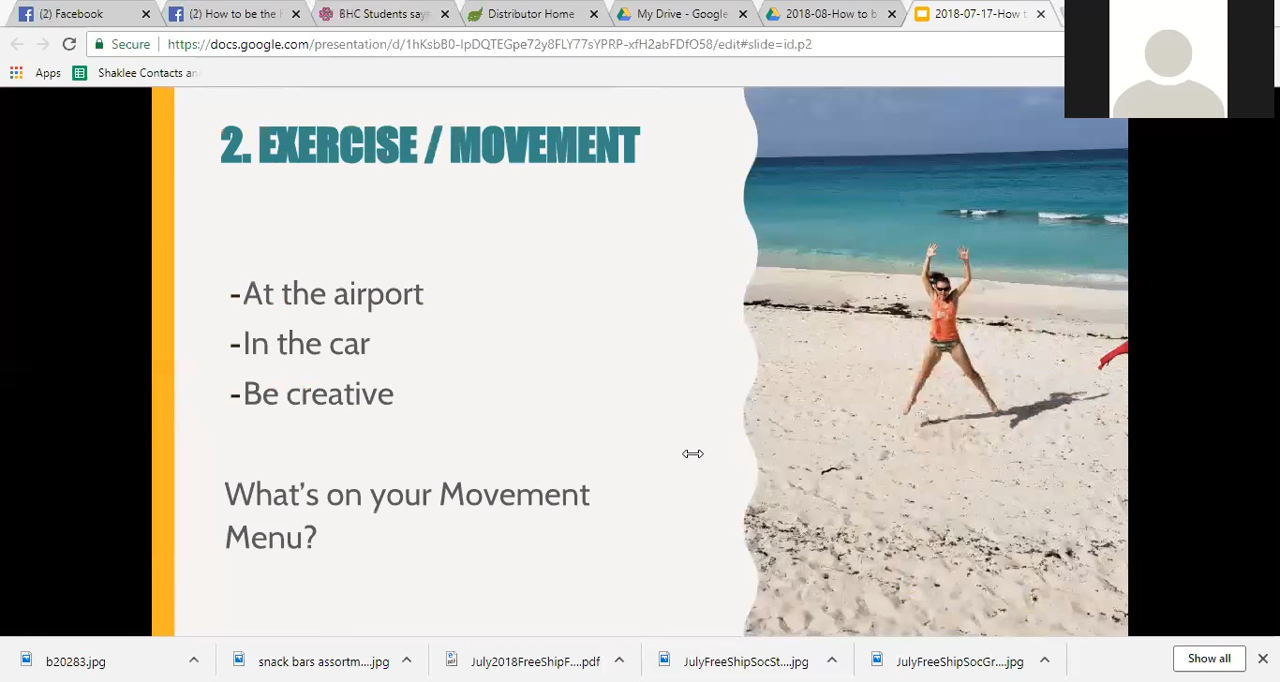 (2) Facebook
(2) How to be the
BHC Students says
Distributor Home
My Drive - Google
2018-08-How to b
2018-07-17-How t
Secure
https://docs.google.com/presentation/d/1hKsbB0-IpDQTEGpe72y8FLY77sYPRP-xfH2abFDfO58/edit#slide=id.p2
Apps
Shaklee Contacts an
2. EXERCISE / MOVEMENT
-At the airport
-In the car
-Be creative
What's on your Movement
Menu?
b20283.jpg
snack bars assortm....jpg
July2018FreeShipF....pdf
JulyFreeShipSocSt....jpg
JulyFreeShipSocGr....jpg
Show all